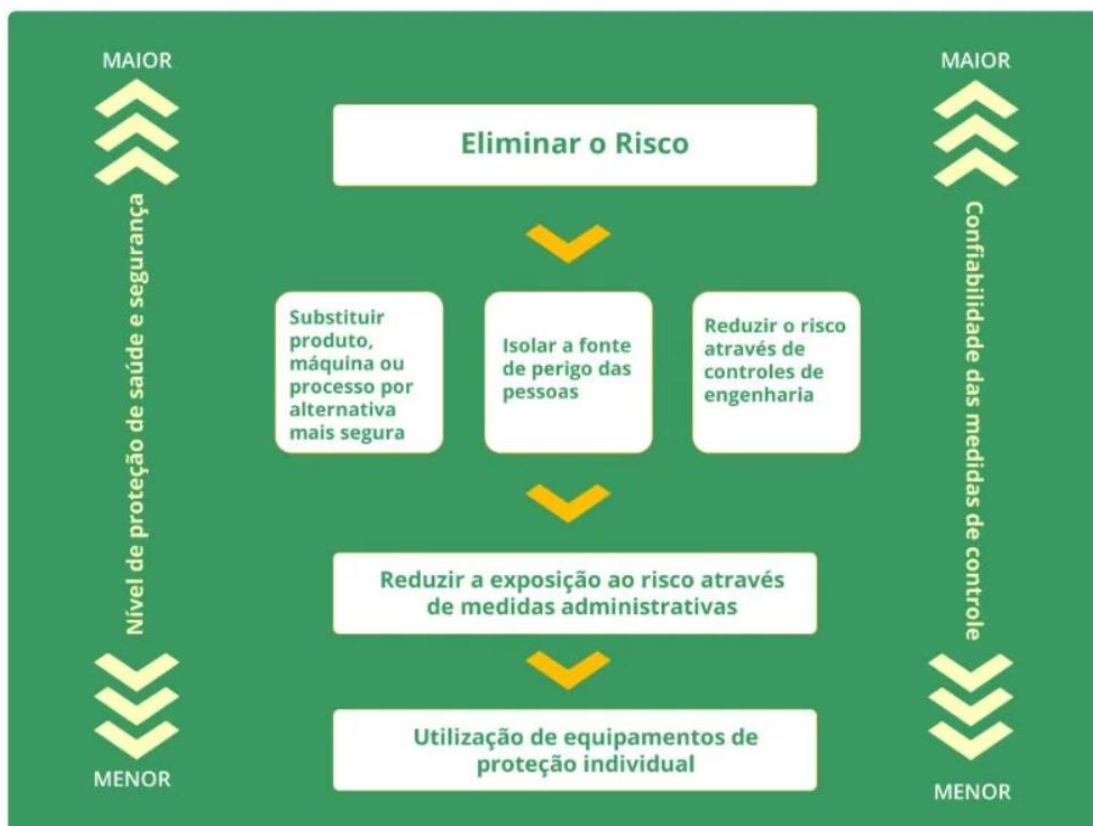 MAIOR
MAIOR
Eliminar o Risco
Nível de proteção de saúde e segurança
Confiabilidade das medidas de controle
Substituir
produto,
máquina ou
processo por
alternativa
mais segura
Isolar a fonte
de perigo das
pessoas
Reduzir o risco
através de
controles de
engenharia
Reduzir a exposição ao risco através
de medidas administrativas
Utilização de equipamentos de
proteção individual
MENOR
MENOR